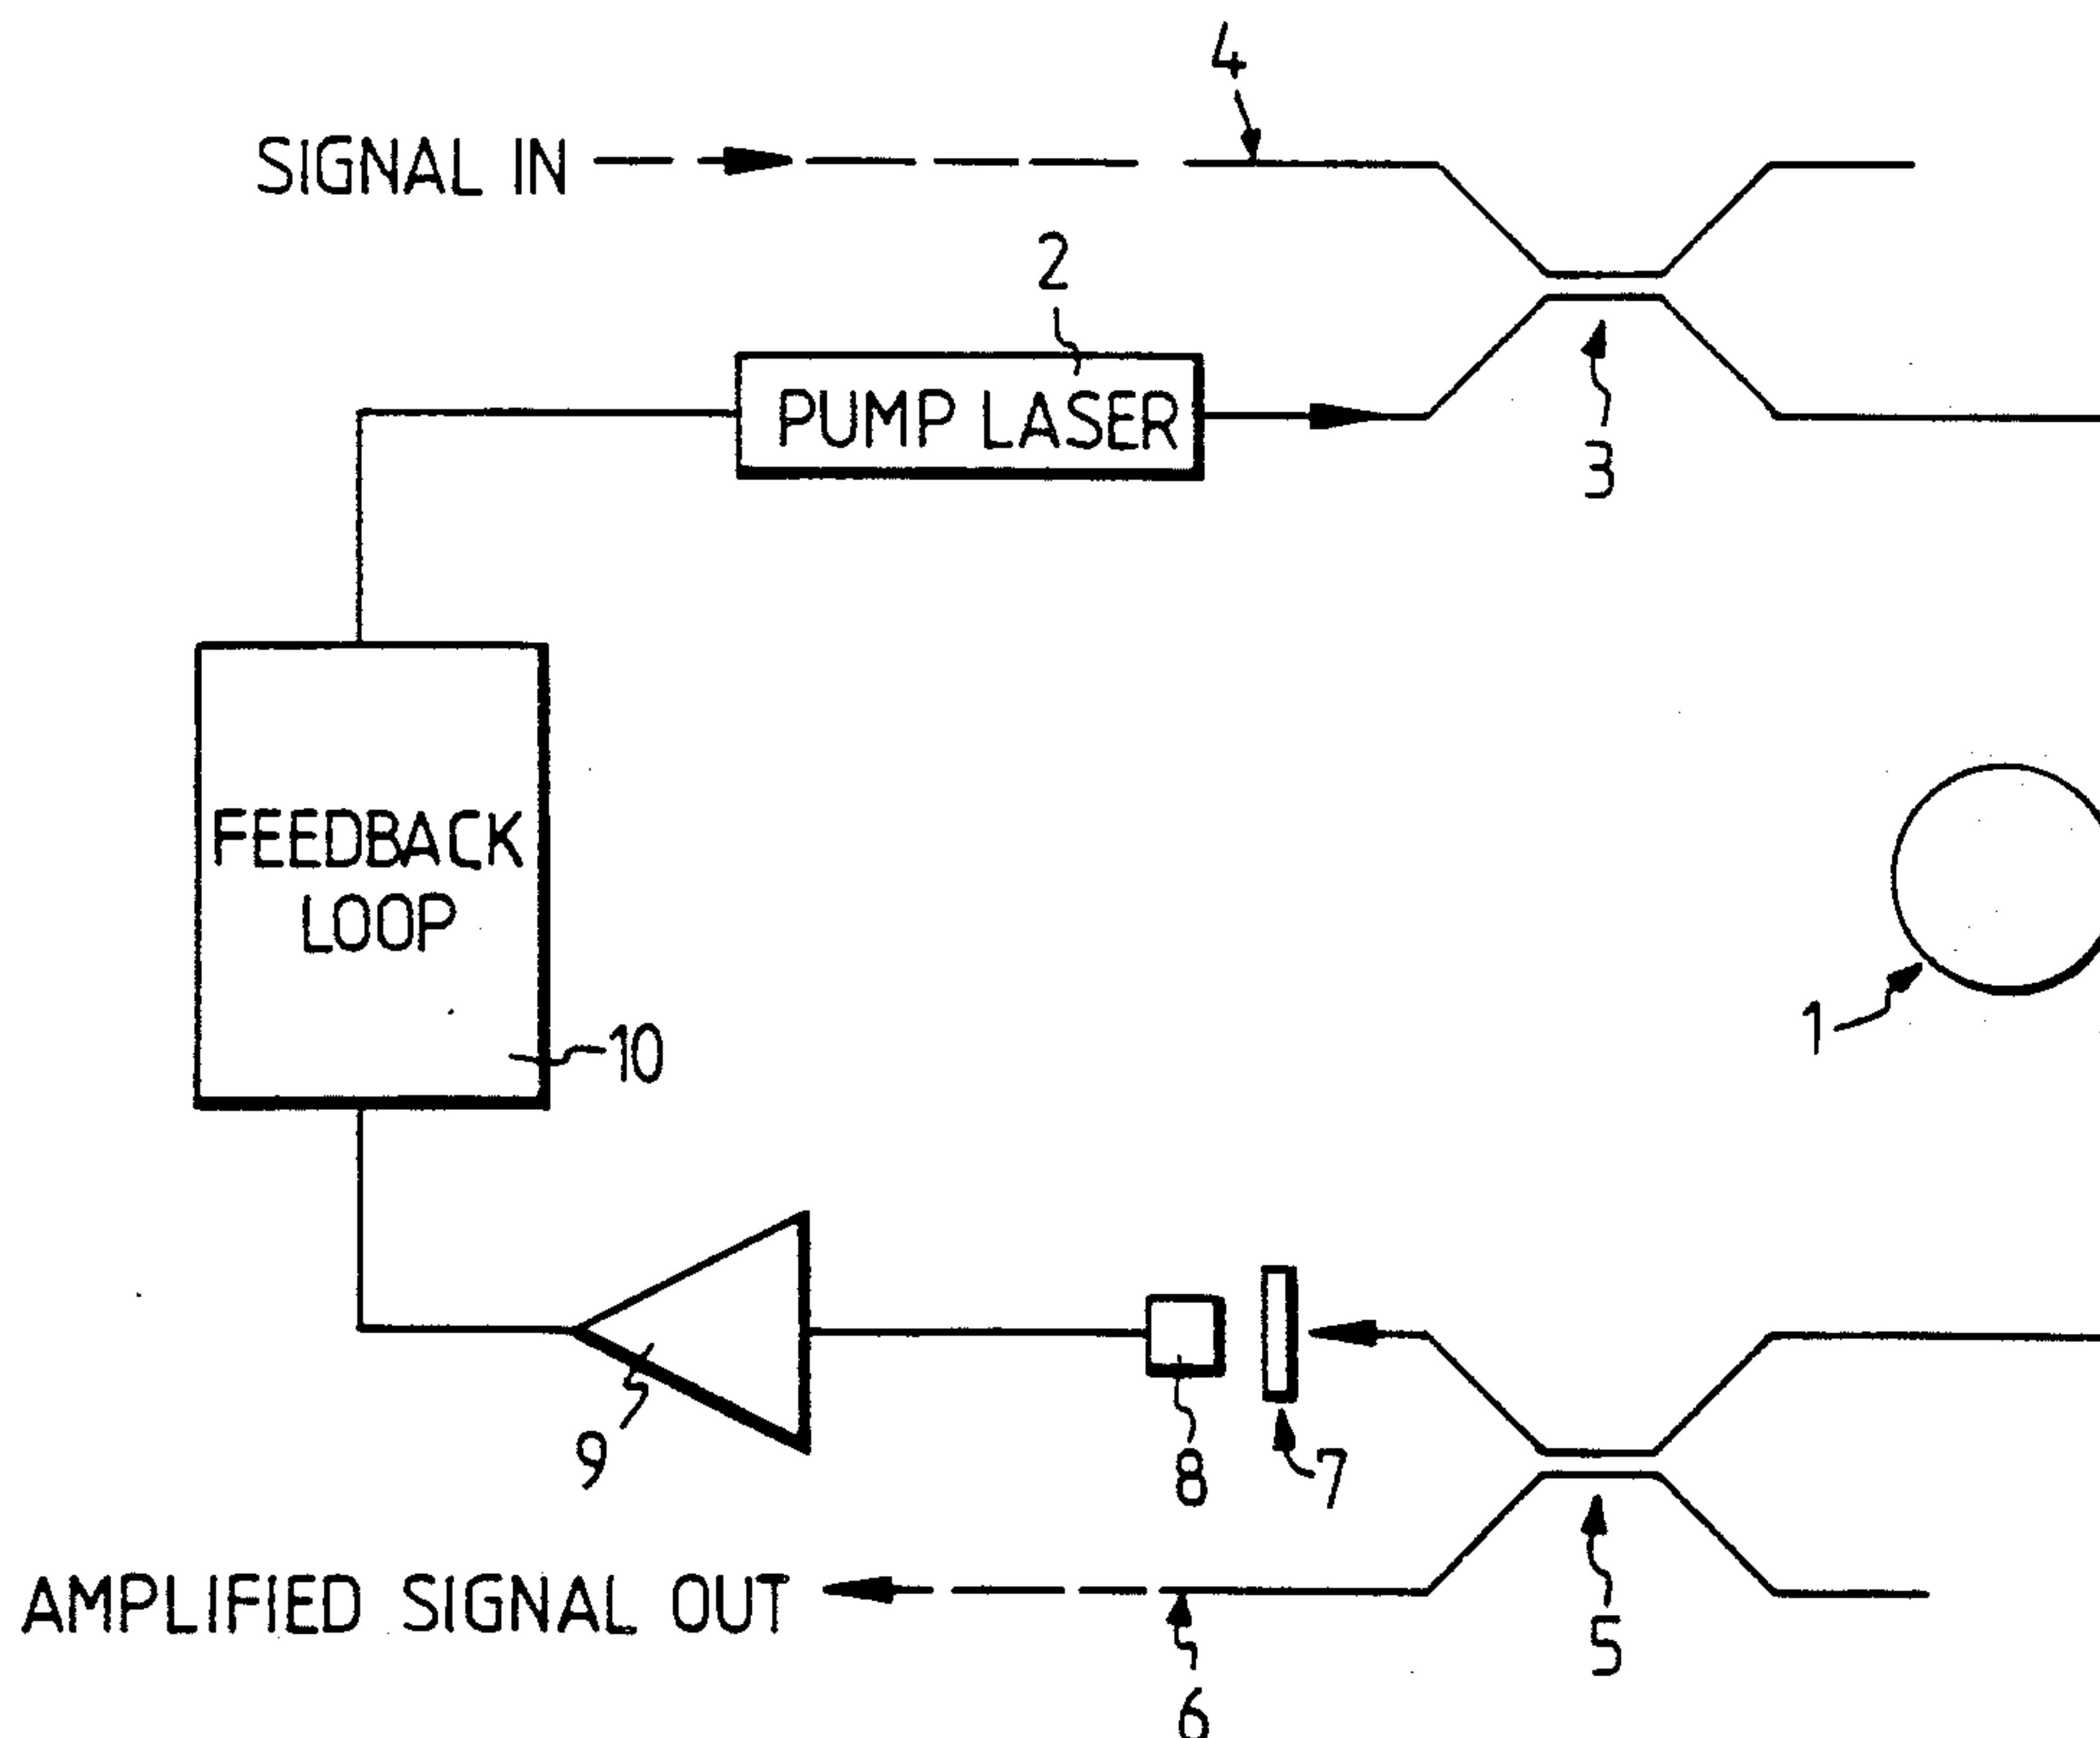 4
SIGNAL IN
2
PUMP LASER
3
FEEDBACK
LOOP
1
10
9
8
7
AMPLIFIED SIGNAL OUT
5
6